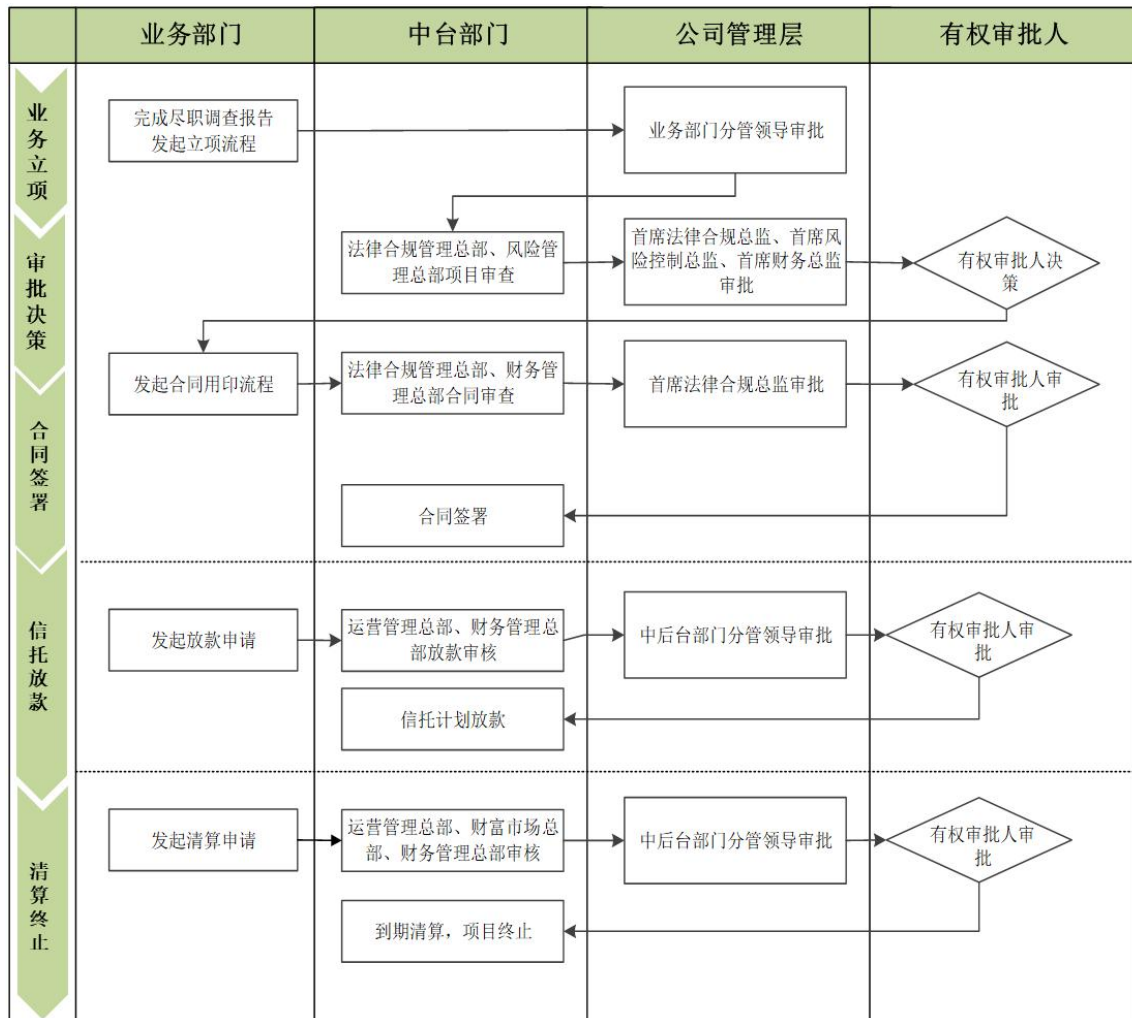 业务部门
中台部门
公司管理层
有权审批人
业务立项
完成尽职调查报告
发起立项流程
业务部门分管领导审批
审批决策
法律合规管理总部、风险管
理总部项目审查
首席法律合规总监、首席风
险控制总监、首席财务总监
审批
有权审批人决
策
发起合同用印流程
法律合规管理总部、财务管
理总部合同审查
首席法律合规总监审批
有权审批人审
批
合同签署
合同签署
信托放款
发起放款申请
运营管理总部、财务管理总
部放款审核
中后台部门分管领导审批
有权审批人审
批
信托计划放款
清算终止
发起清算申请
运营管理总部、财富市场总
部、财务管理总部审核
中后台部门分管领导审批
有权审批人审
批
到期清算，项目终止